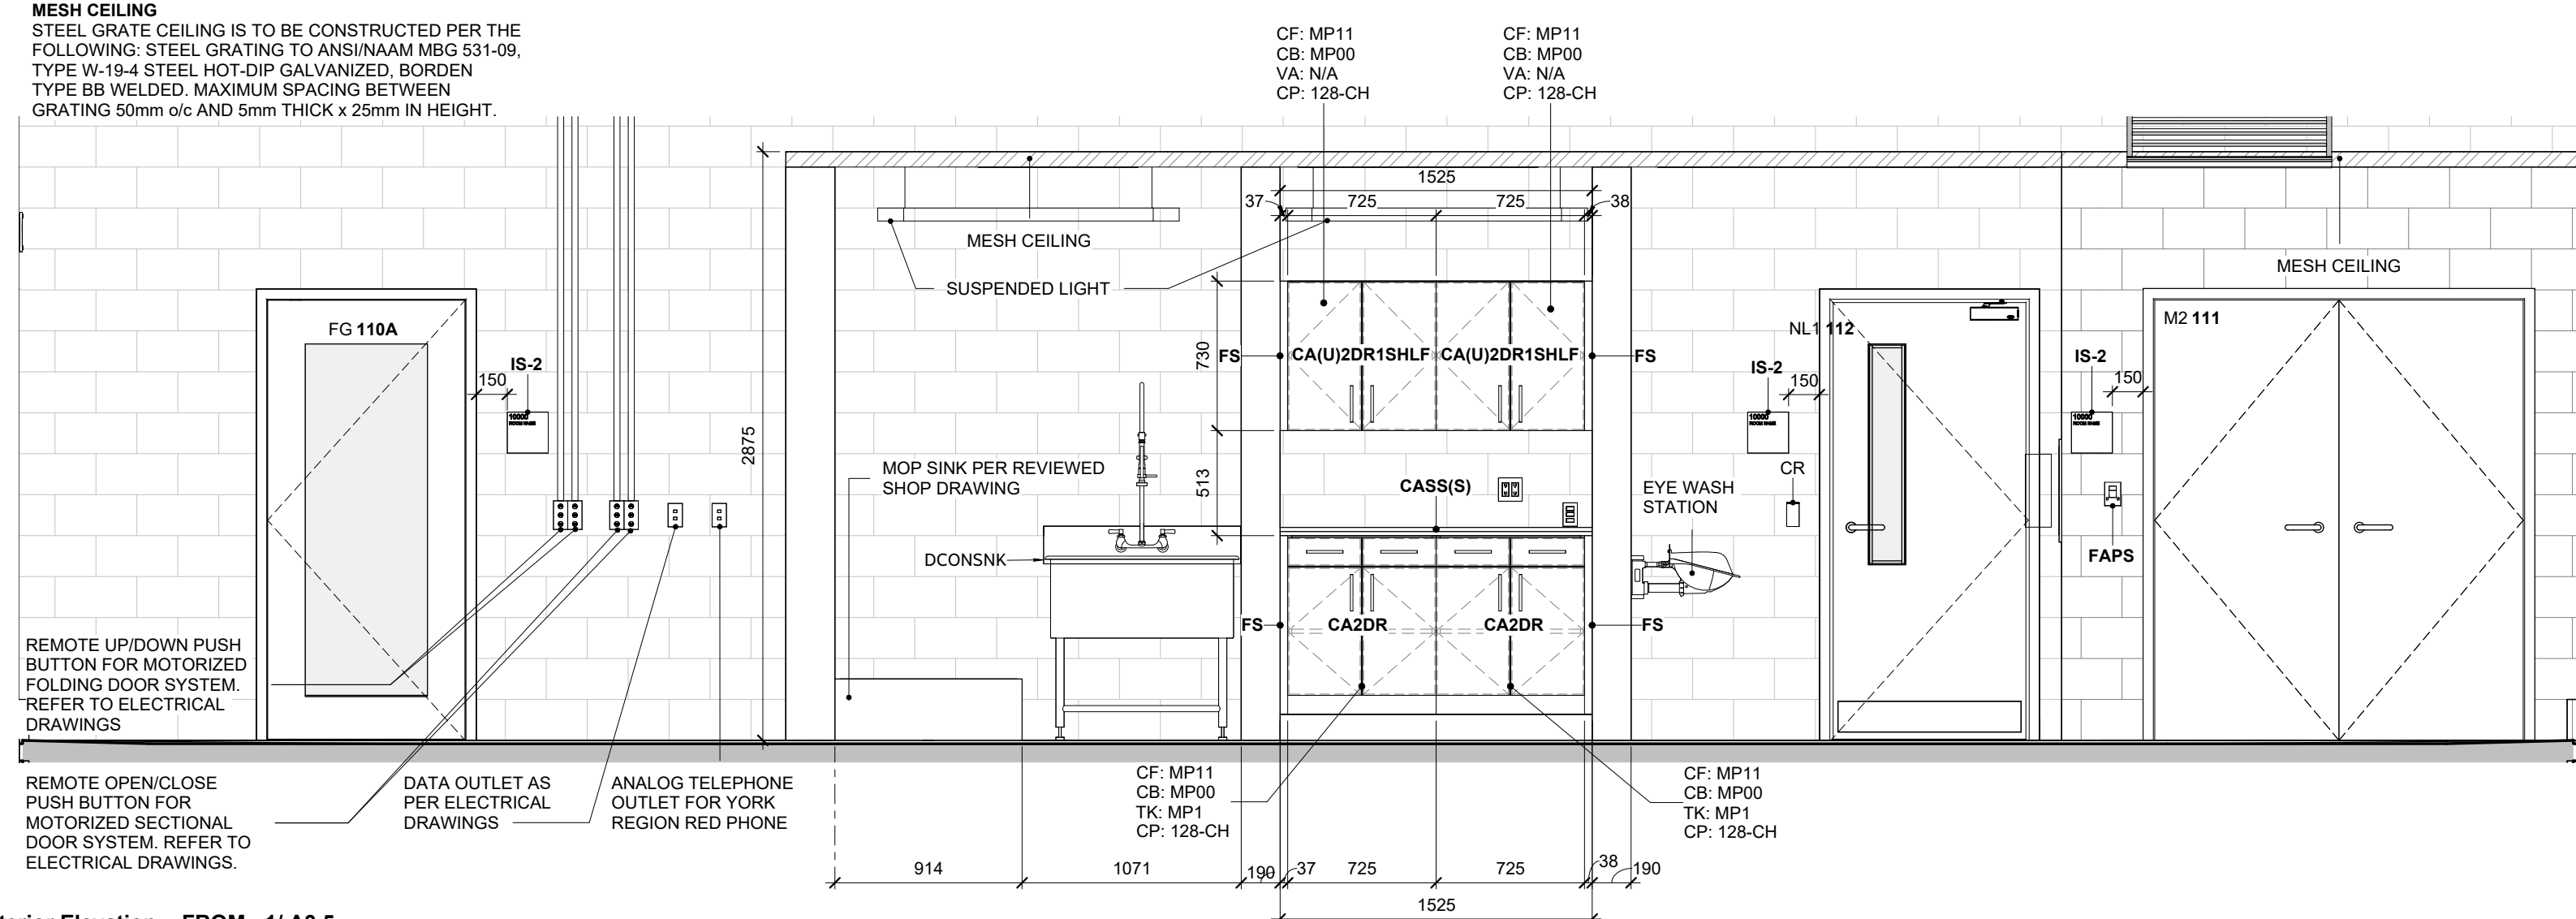 MESH CEILING
STEEL GRATE CEILING IS TO BE CONSTRUCTED PER THE
FOLLOWING: STEEL GRATING TO ANSI/NAAM MBG 531-09,
TYPE W-19-4 STEEL HOT-DIP GALVANIZED, BORDEN
TYPE BB WELDED. MAXIMUM SPACING BETWEEN
GRATING 50mm o/c AND 5mm THICK x 25mm IN HEIGHT.
CF: MP11
CB: MP00
VA: N/A
CP: 128-CH
CF: MP11
CB: MP00
VA: N/A
CP: 128-CH
1525
37
725
725
38
MESH CEILING
SUSPENDED LIGHT
MESH CEILING
FG 110A
IS-2
150
10000
ROOM NAME
2875
730
FS
CA(U)2DR1SHLF
CA(U)2DR1SHLF
FS
NL1 112
IS-2
150
10000
ROOM NAME
M2 111
IS-2
150
10000
ROOM NAME
MOP SINK PER REVIEWED
SHOP DRAWING
513
CASS(S)
EYE WASH
STATION
CR
FAPS
DCONSNK
FS
CA2DR
CA2DR
FS
REMOTE UP/DOWN PUSH
BUTTON FOR MOTORIZED
FOLDING DOOR SYSTEM.
REFER TO ELECTRICAL
DRAWINGS
REMOTE OPEN/CLOSE
PUSH BUTTON FOR
MOTORIZED SECTIONAL
DOOR SYSTEM. REFER TO
ELECTRICAL DRAWINGS.
DATA OUTLET AS
PER ELECTRICAL
DRAWINGS
ANALOG TELEPHONE
OUTLET FOR YORK
REGION RED PHONE
CF: MP11
CB: MP00
TK: MP1
CP: 128-CH
CF: MP11
CB: MP00
TK: MP1
CP: 128-CH
914
1071
190
37
725
725
38
190
1525